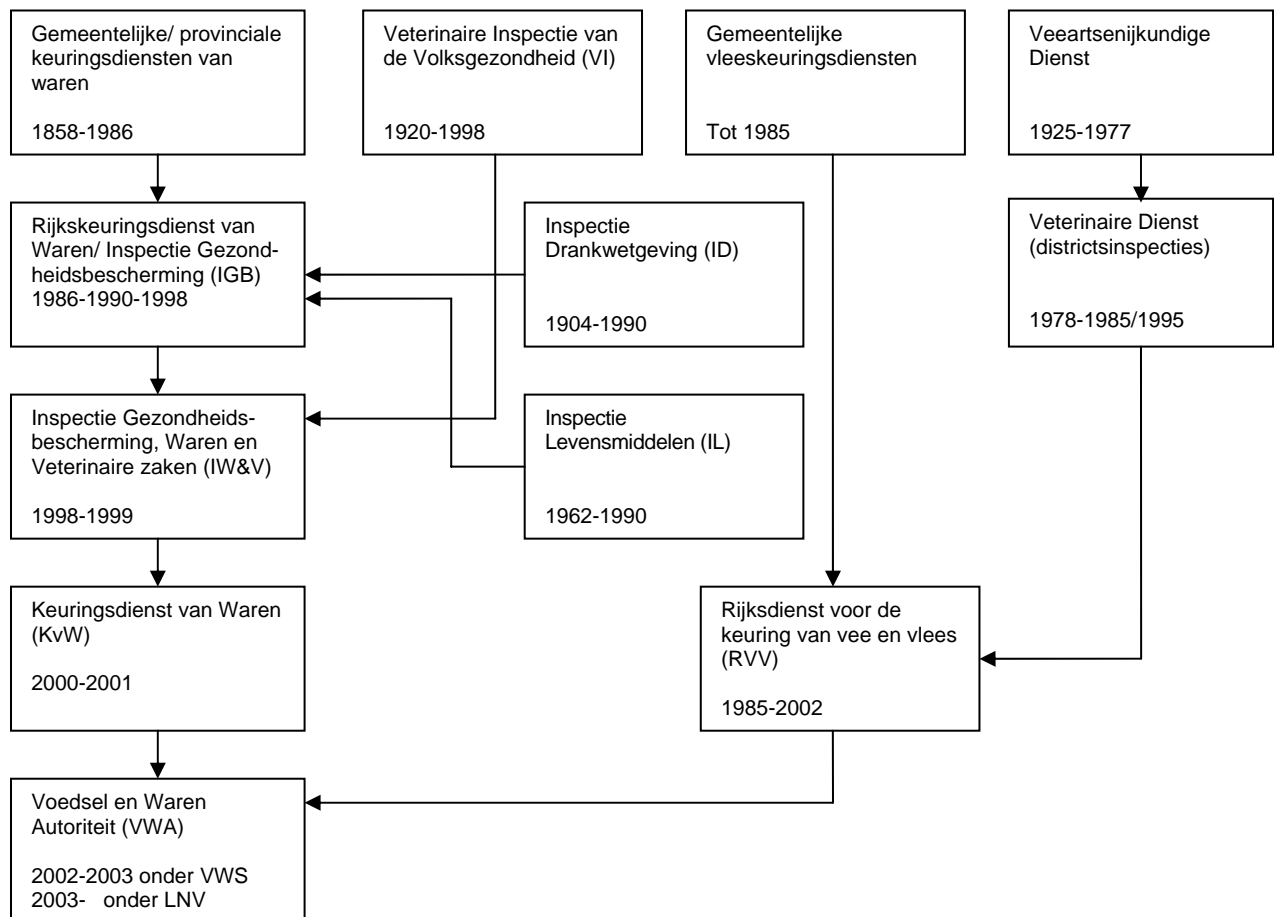 Gemeentelijke/ provinciale
keuringsdiensten van
waren
1858-1986
Veterinaire Inspectie van
de Volksgezondheid (VI)
1920-1998
Gemeentelijke
vleeskeuringsdiensten
Tot 1985
Veeartsenijkundige
Dienst
1925-1977
Rijkskeuringsdienst van
Waren/ Inspectie Gezond-
heidsbescherming (IGB)
1986-1990-1998
Inspectie
Drankwetgeving (ID)
1904-1990
Veterinaire Dienst
(districtsinspecties)
1978-1985/1995
Inspectie Gezondheids-
bescherming, Waren en
Veterinaire zaken (IW&V)
1998-1999
Inspectie
Levensmiddelen (IL)
1962-1990
Keuringsdienst van Waren
(KvW)
2000-2001
Rijksdienst voor de
keuring van vee en vlees
(RVV)
1985-2002
Voedsel en Waren
Autoriteit (VWA)
2002-2003 onder VWS
2003-   onder LNV